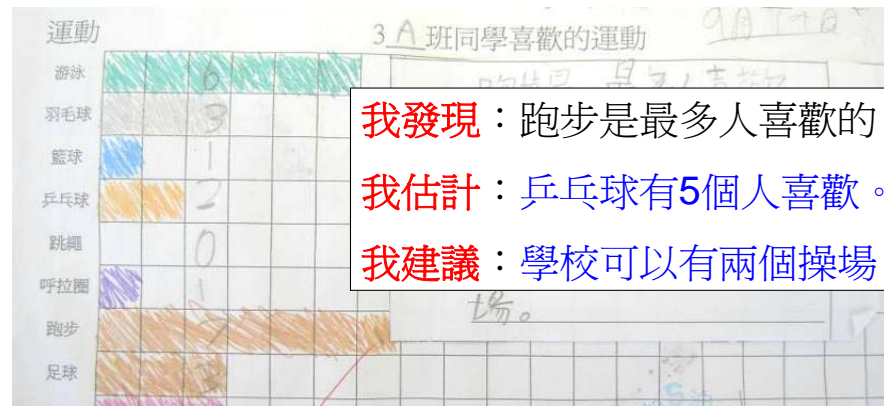 運動
3 A 班同學喜歡的運動
游泳 6
羽毛球 3
籃球 1
乒乓球 2
跳繩 0
呼拉圈 1
跑步 7
足球
我發現：跑步是最多人喜歡的
我估計：乒乓球有5個人喜歡。
我建議：學校可以有兩個操場
場。